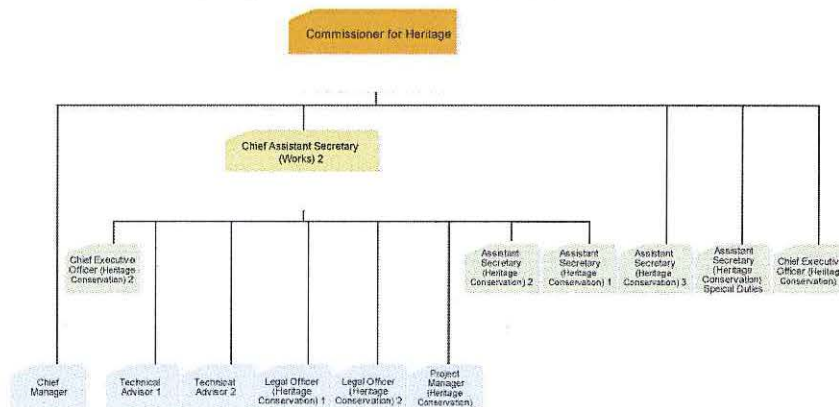 Commissioner for Heritage
Chief Assistant Secretary
(Works) 2
Chief Executive
Officer (Heritage
Conservation) 2
Assistant
Secretary
(Heritage
Conservation) 2
Assistant
Secretary
(Heritage
Conservation) 1
Assistant
Secretary
(Heritage
Conservation) 3
Assistant
Secretary
(Heritage
Conservation)
Special Duties
Chief Executiv
Officer (Heritag
Conservation)
Chief
Manager
Technical
Advisor 1
Technical
Advisor 2
Legal Officer
(Heritage
Conservation) 1
Legal Officer
(Heritage
Conservation) 2
Project
Manager
(Heritage
Conservation)